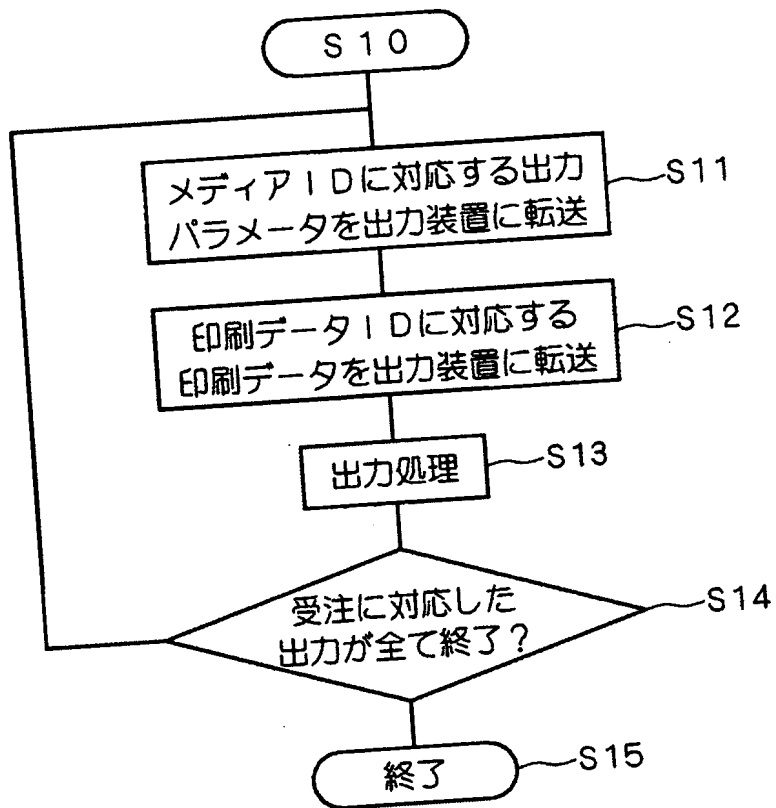 S10
メディアIDに対応する出力
パラメータを出力装置に転送
S11
印刷データIDに対応する
印刷データを出力装置に転送
S12
出力処理
S13
受注に対応した
出力が全て終了?
S14
終了
S15